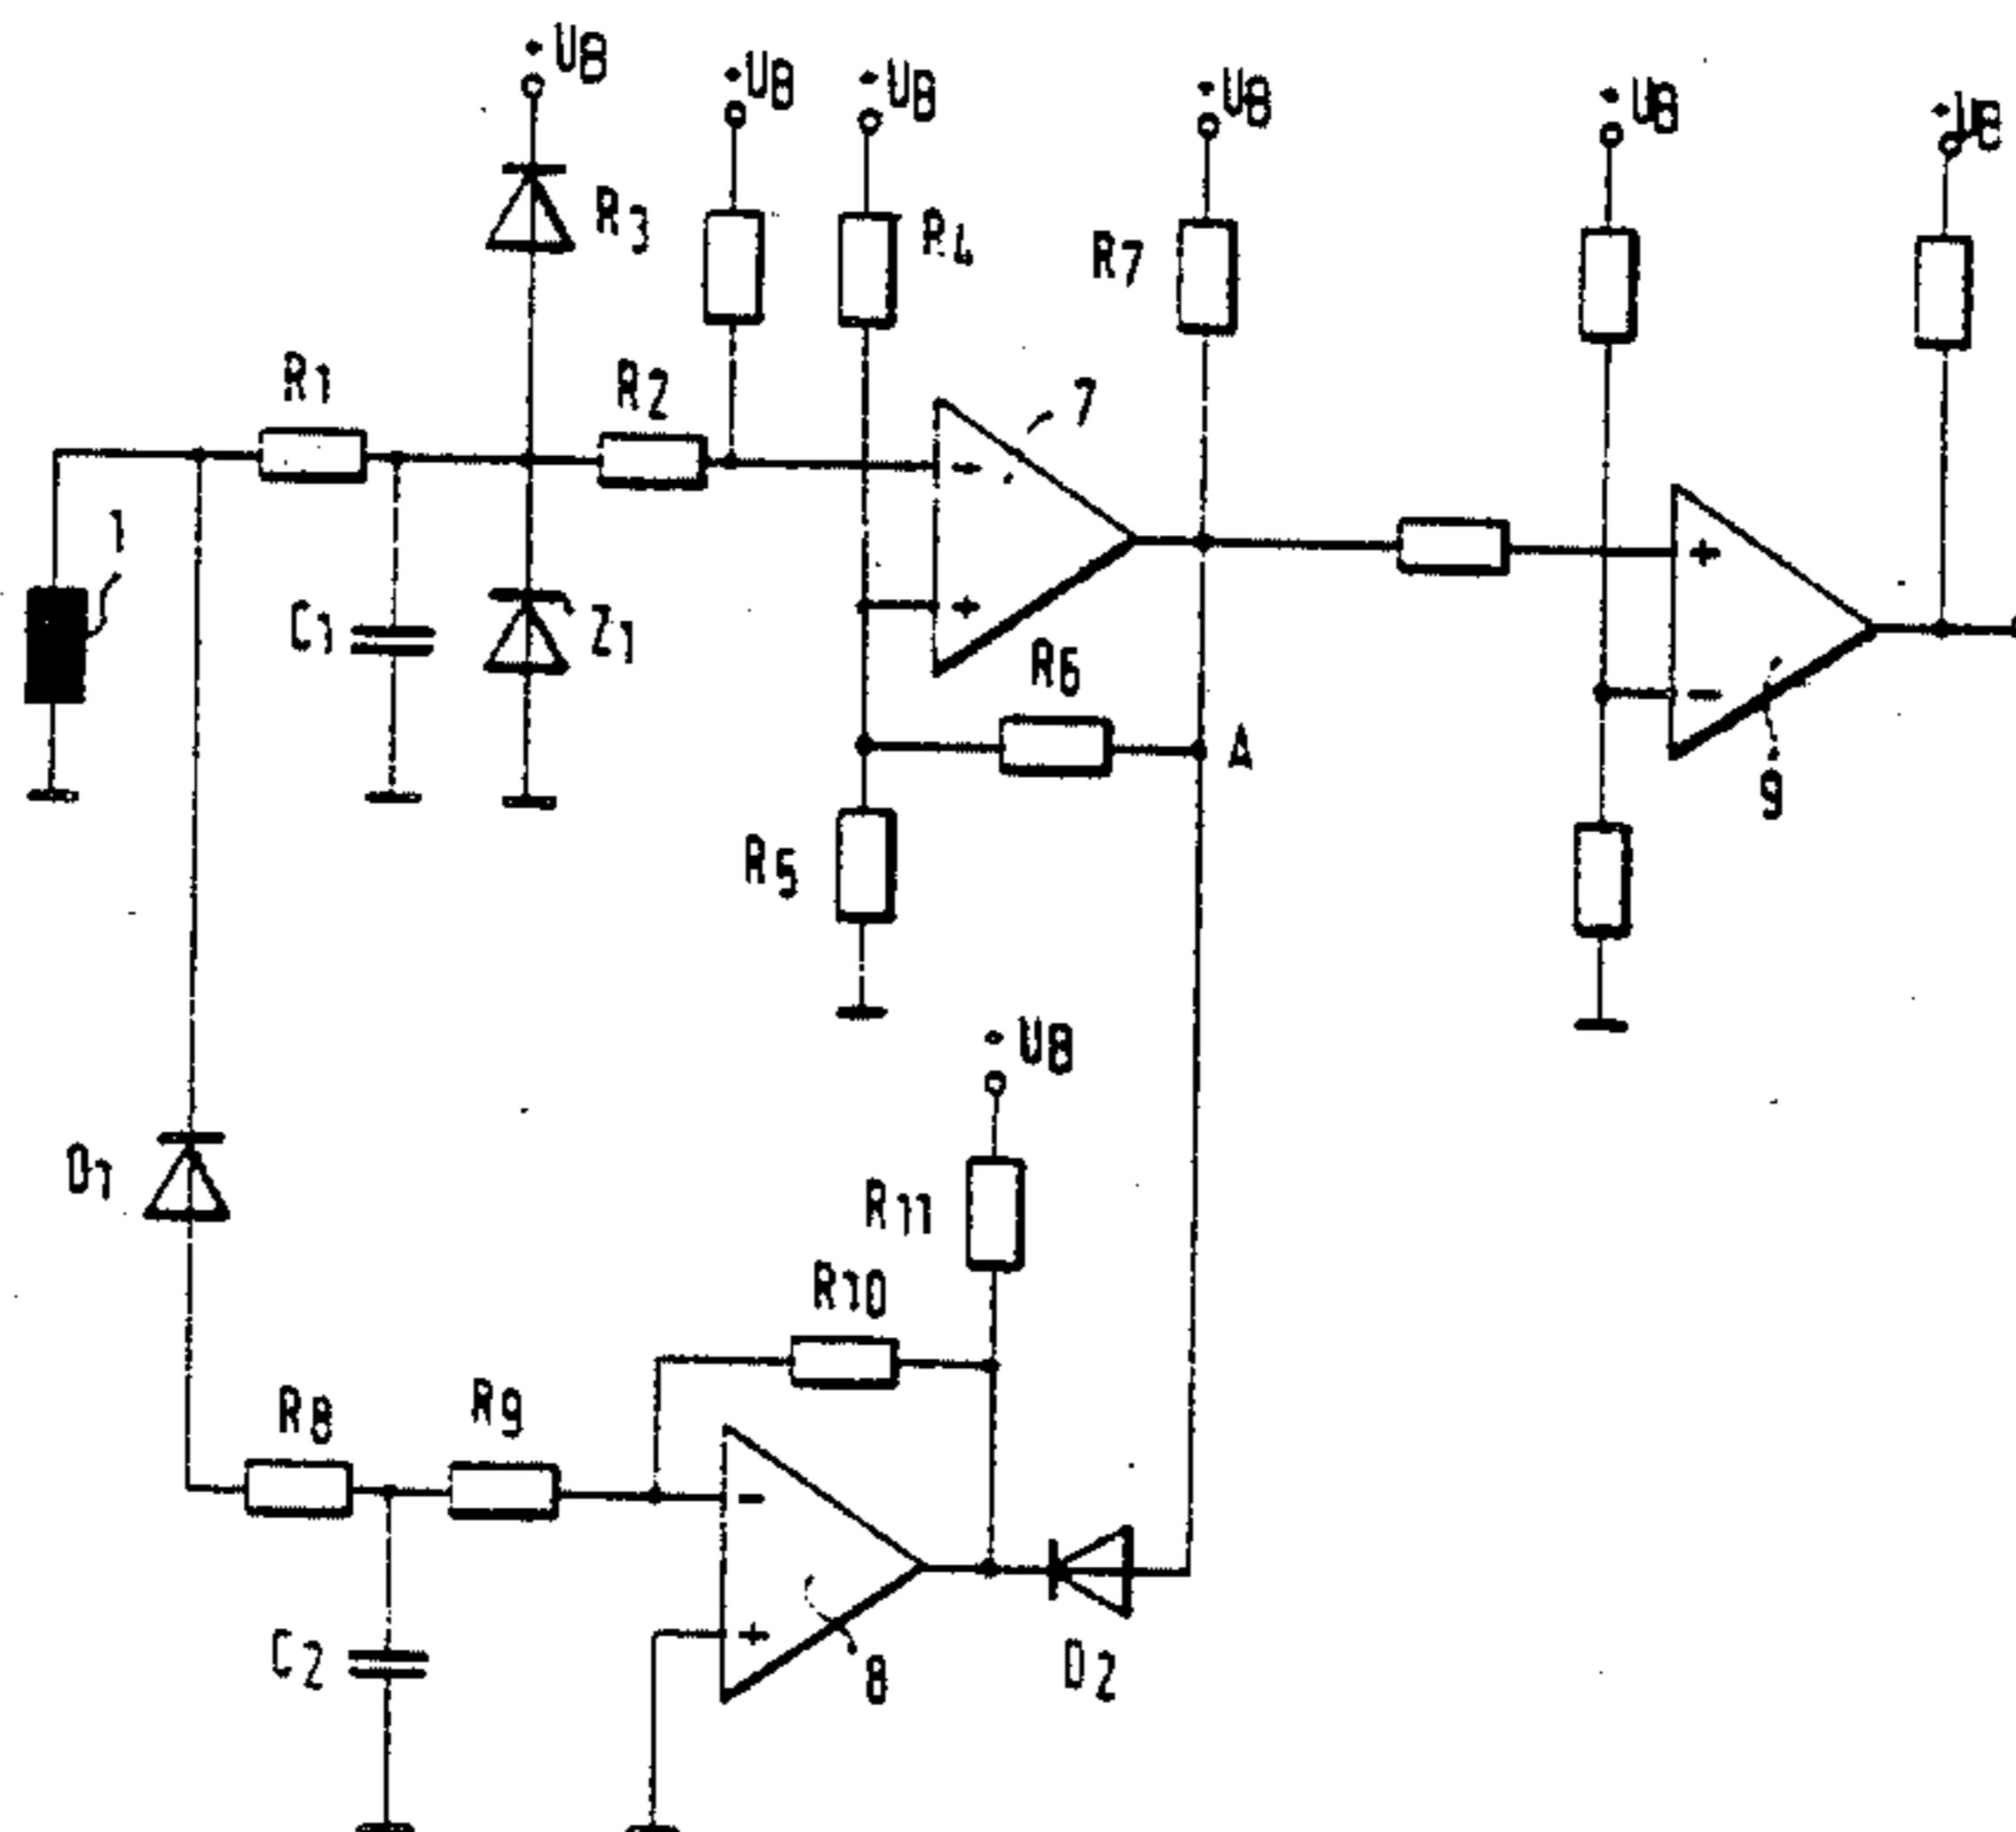 +UB
+UB
+UB
+UB
+UB
+UB
R3
R4
R7
R1
R2
7
-
1
+
C1
Z1
+
R6
-
A
9
R5
+UB
D1
R11
R10
R8
R9
-
C2
+
8
D2